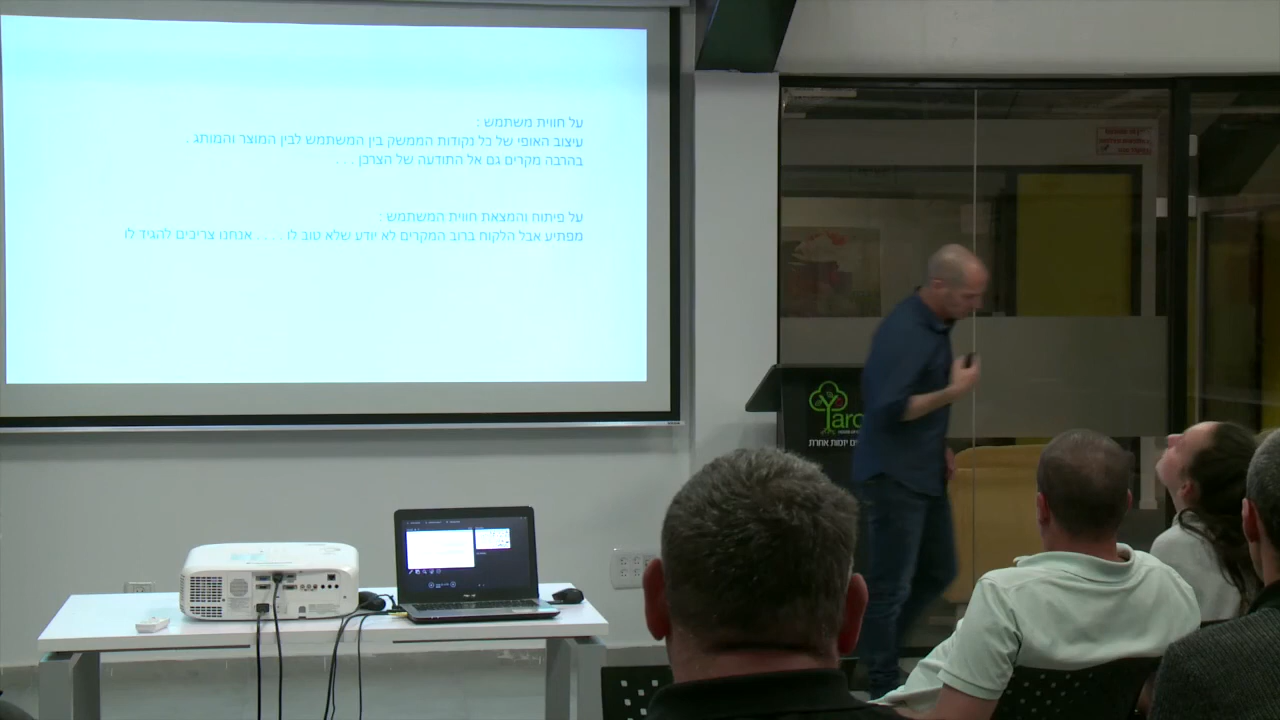 על חווית משתמש :
עיצוב האופי של כל נקודות הממשק בין המשתמש לבין המוצר והמותג .
בהרבה מקרים גם אל התודעה של הצרכן . . .
על פיתוח והמצאת חווית המשתמש :
מפתיע אבל הלקוח ברוב המקרים לא יודע שלא טוב לו . . . . אנחנו צריכים להגיד לו
יזמות אחרת